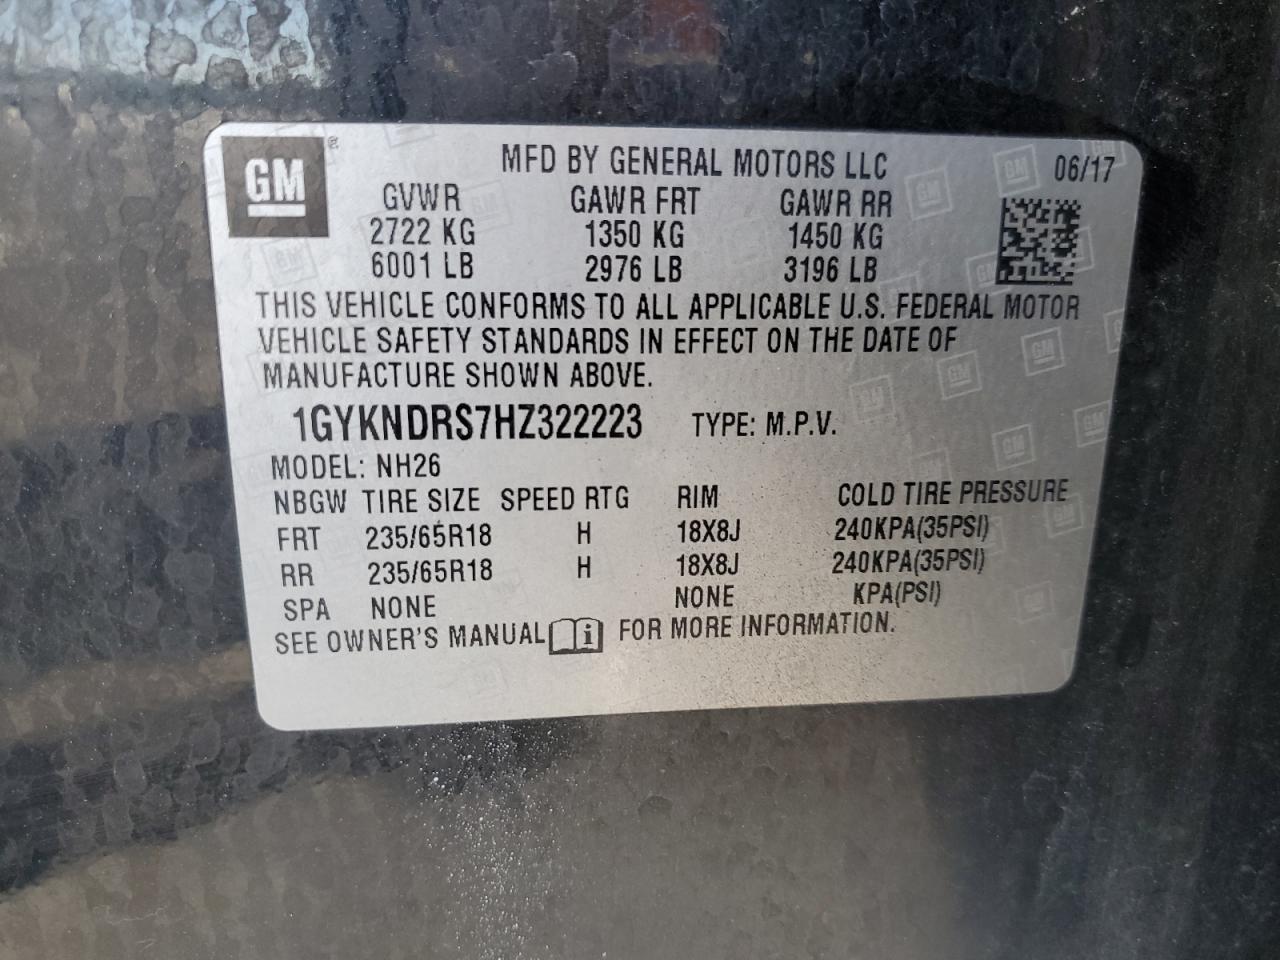 GM ®
MFD BY GENERAL MOTORS LLC 06/17
GVWR GAWR FRT GAWR RR
2722 KG 1350 KG 1450 KG
6001 LB 2976 LB 3196 LB
THIS VEHICLE CONFORMS TO ALL APPLICABLE U.S. FEDERAL MOTOR
VEHICLE SAFETY STANDARDS IN EFFECT ON THE DATE OF
MANUFACTURE SHOWN ABOVE.
1GYKNDRS7HZ322223 TYPE: M.P.V.
MODEL: NH26
NBGW TIRE SIZE SPEED RTG RIM COLD TIRE PRESSURE
FRT 235/65R18 H 18X8J 240KPA(35PSI)
RR 235/65R18 H 18X8J 240KPA(35PSI)
SPA NONE NONE KPA(PSI)
SEE OWNER'S MANUAL FOR MORE INFORMATION.